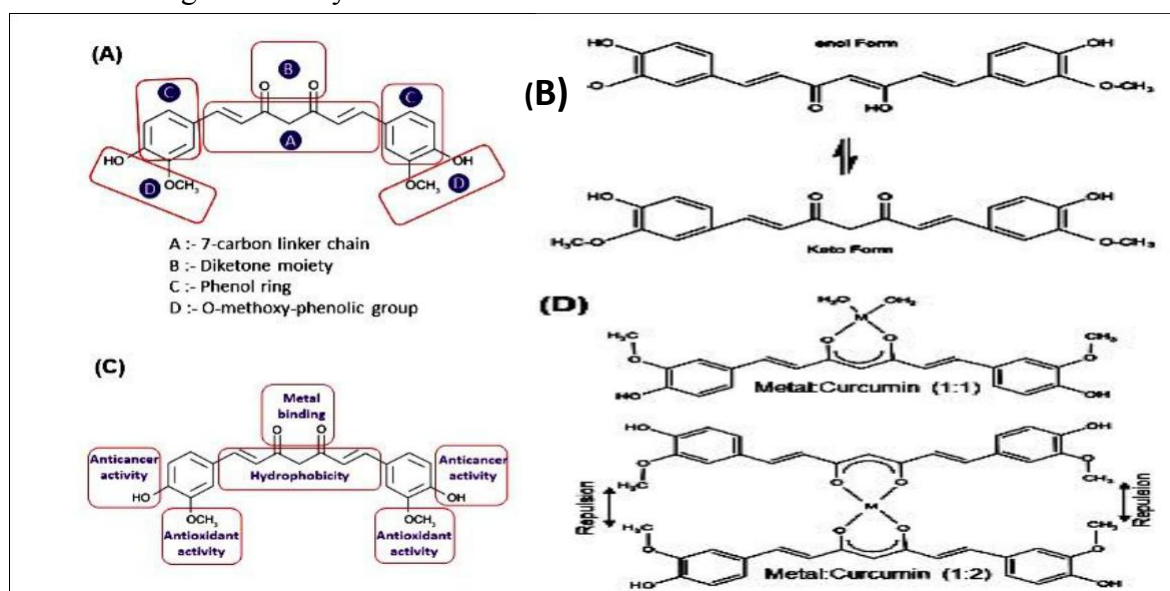 (A)
B
O O
C
C
A
HO
OCH₃
D
OH
OCH₃
D
A :- 7-carbon linker chain
B :- Diketone moiety
C :- Phenol ring
D :- O-methoxy-phenolic group
(B)
enol Form
HO
OH
O
O
HO
O-CH₃
O O
HO
OH
H₃C-O
O-CH₃
Keto Form
(C)
Metal
binding
O O
Anticancer
activity
Hydrophobicity
Anticancer
activity
HO
OH
OCH₃
OCH₃
Antioxidant
activity
Antioxidant
activity
(D)
H₂O
OH₂
M
H₃C
O
O O
CH₃
O
HO
OH
Metal:Curcumin (1:1)
HO
OH
O
H₃C
O O
O
CH₃
Repulsion
M
Repulsion
H₃C
O
O O
CH₃
O
HO
OH
Metal:Curcumin (1:2)